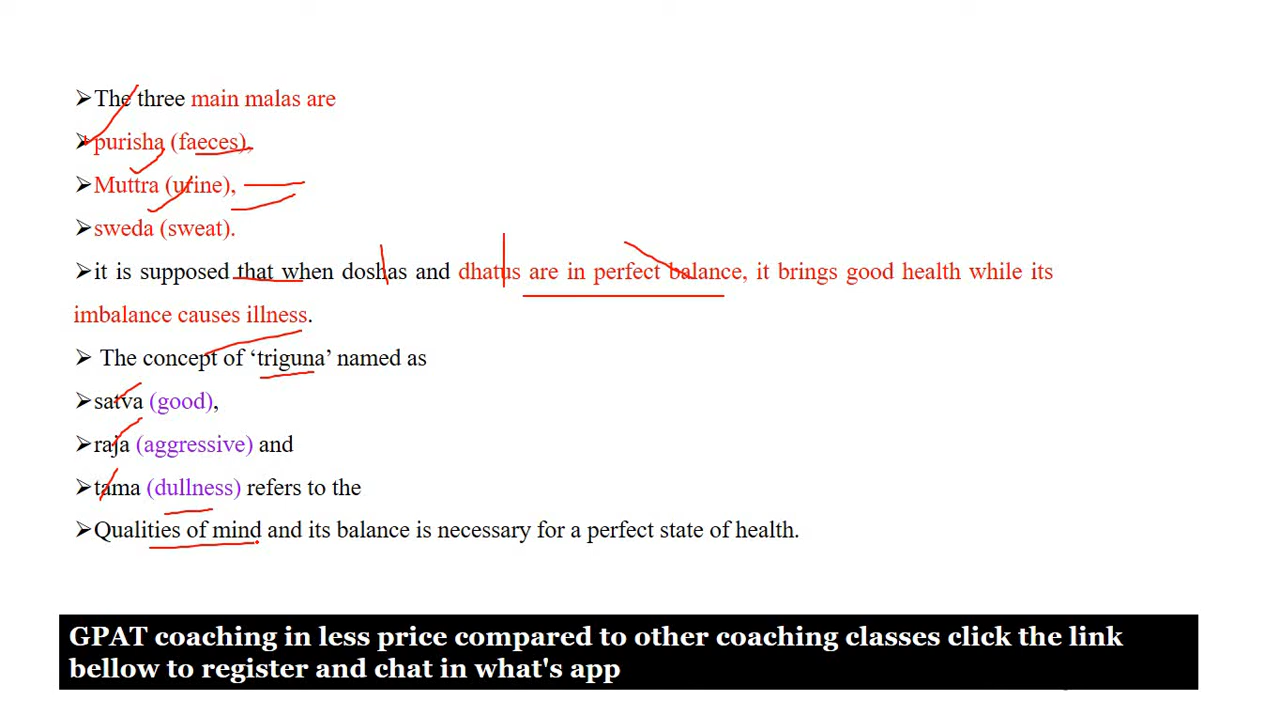 ➢The three main malas are
➢purisha (faeces),
➢Muttra (urine),
➢sweda (sweat).
➢it is supposed that when doshas and dhatus are in perfect balance, it brings good health while its
imbalance causes illness.
➢ The concept of ‘triguna’ named as
➢satva (good),
➢raja (aggressive) and
➢tama (dullness) refers to the
➢Qualities of mind and its balance is necessary for a perfect state of health.
GPAT coaching in less price compared to other coaching classes click the link
bellow to register and chat in what's app